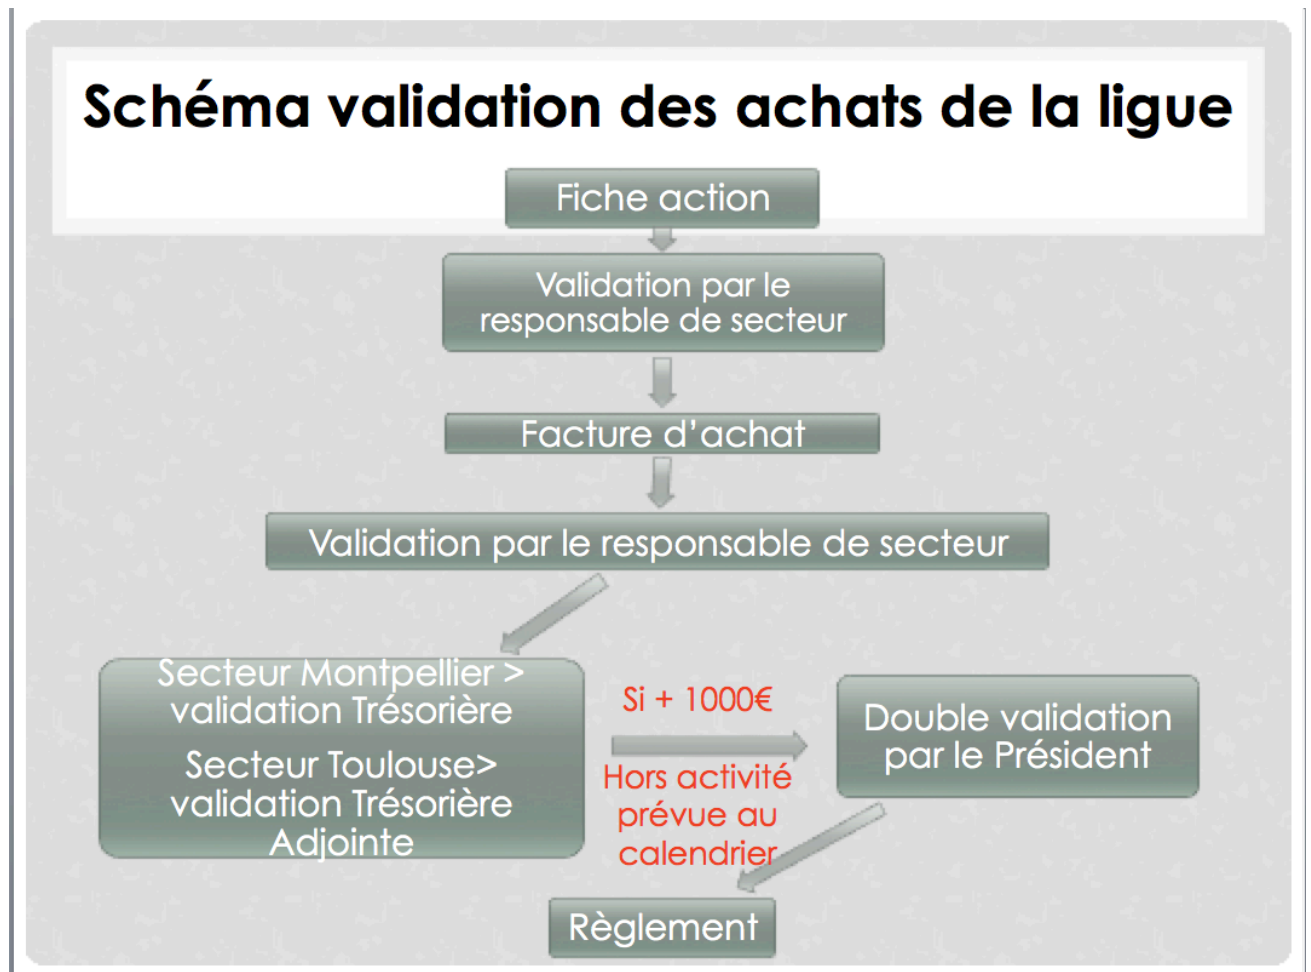 Schéma validation des achats de la ligue
Fiche action
Validation par le
responsable de secteur
Facture d’achat
Validation par le responsable de secteur
Secteur Montpellier >
validation Trésorière
Secteur Toulouse>
validation Trésorière
Adjointe
Si + 1000€
Hors activité
prévue au
calendrier
Double validation
par le Président
Règlement